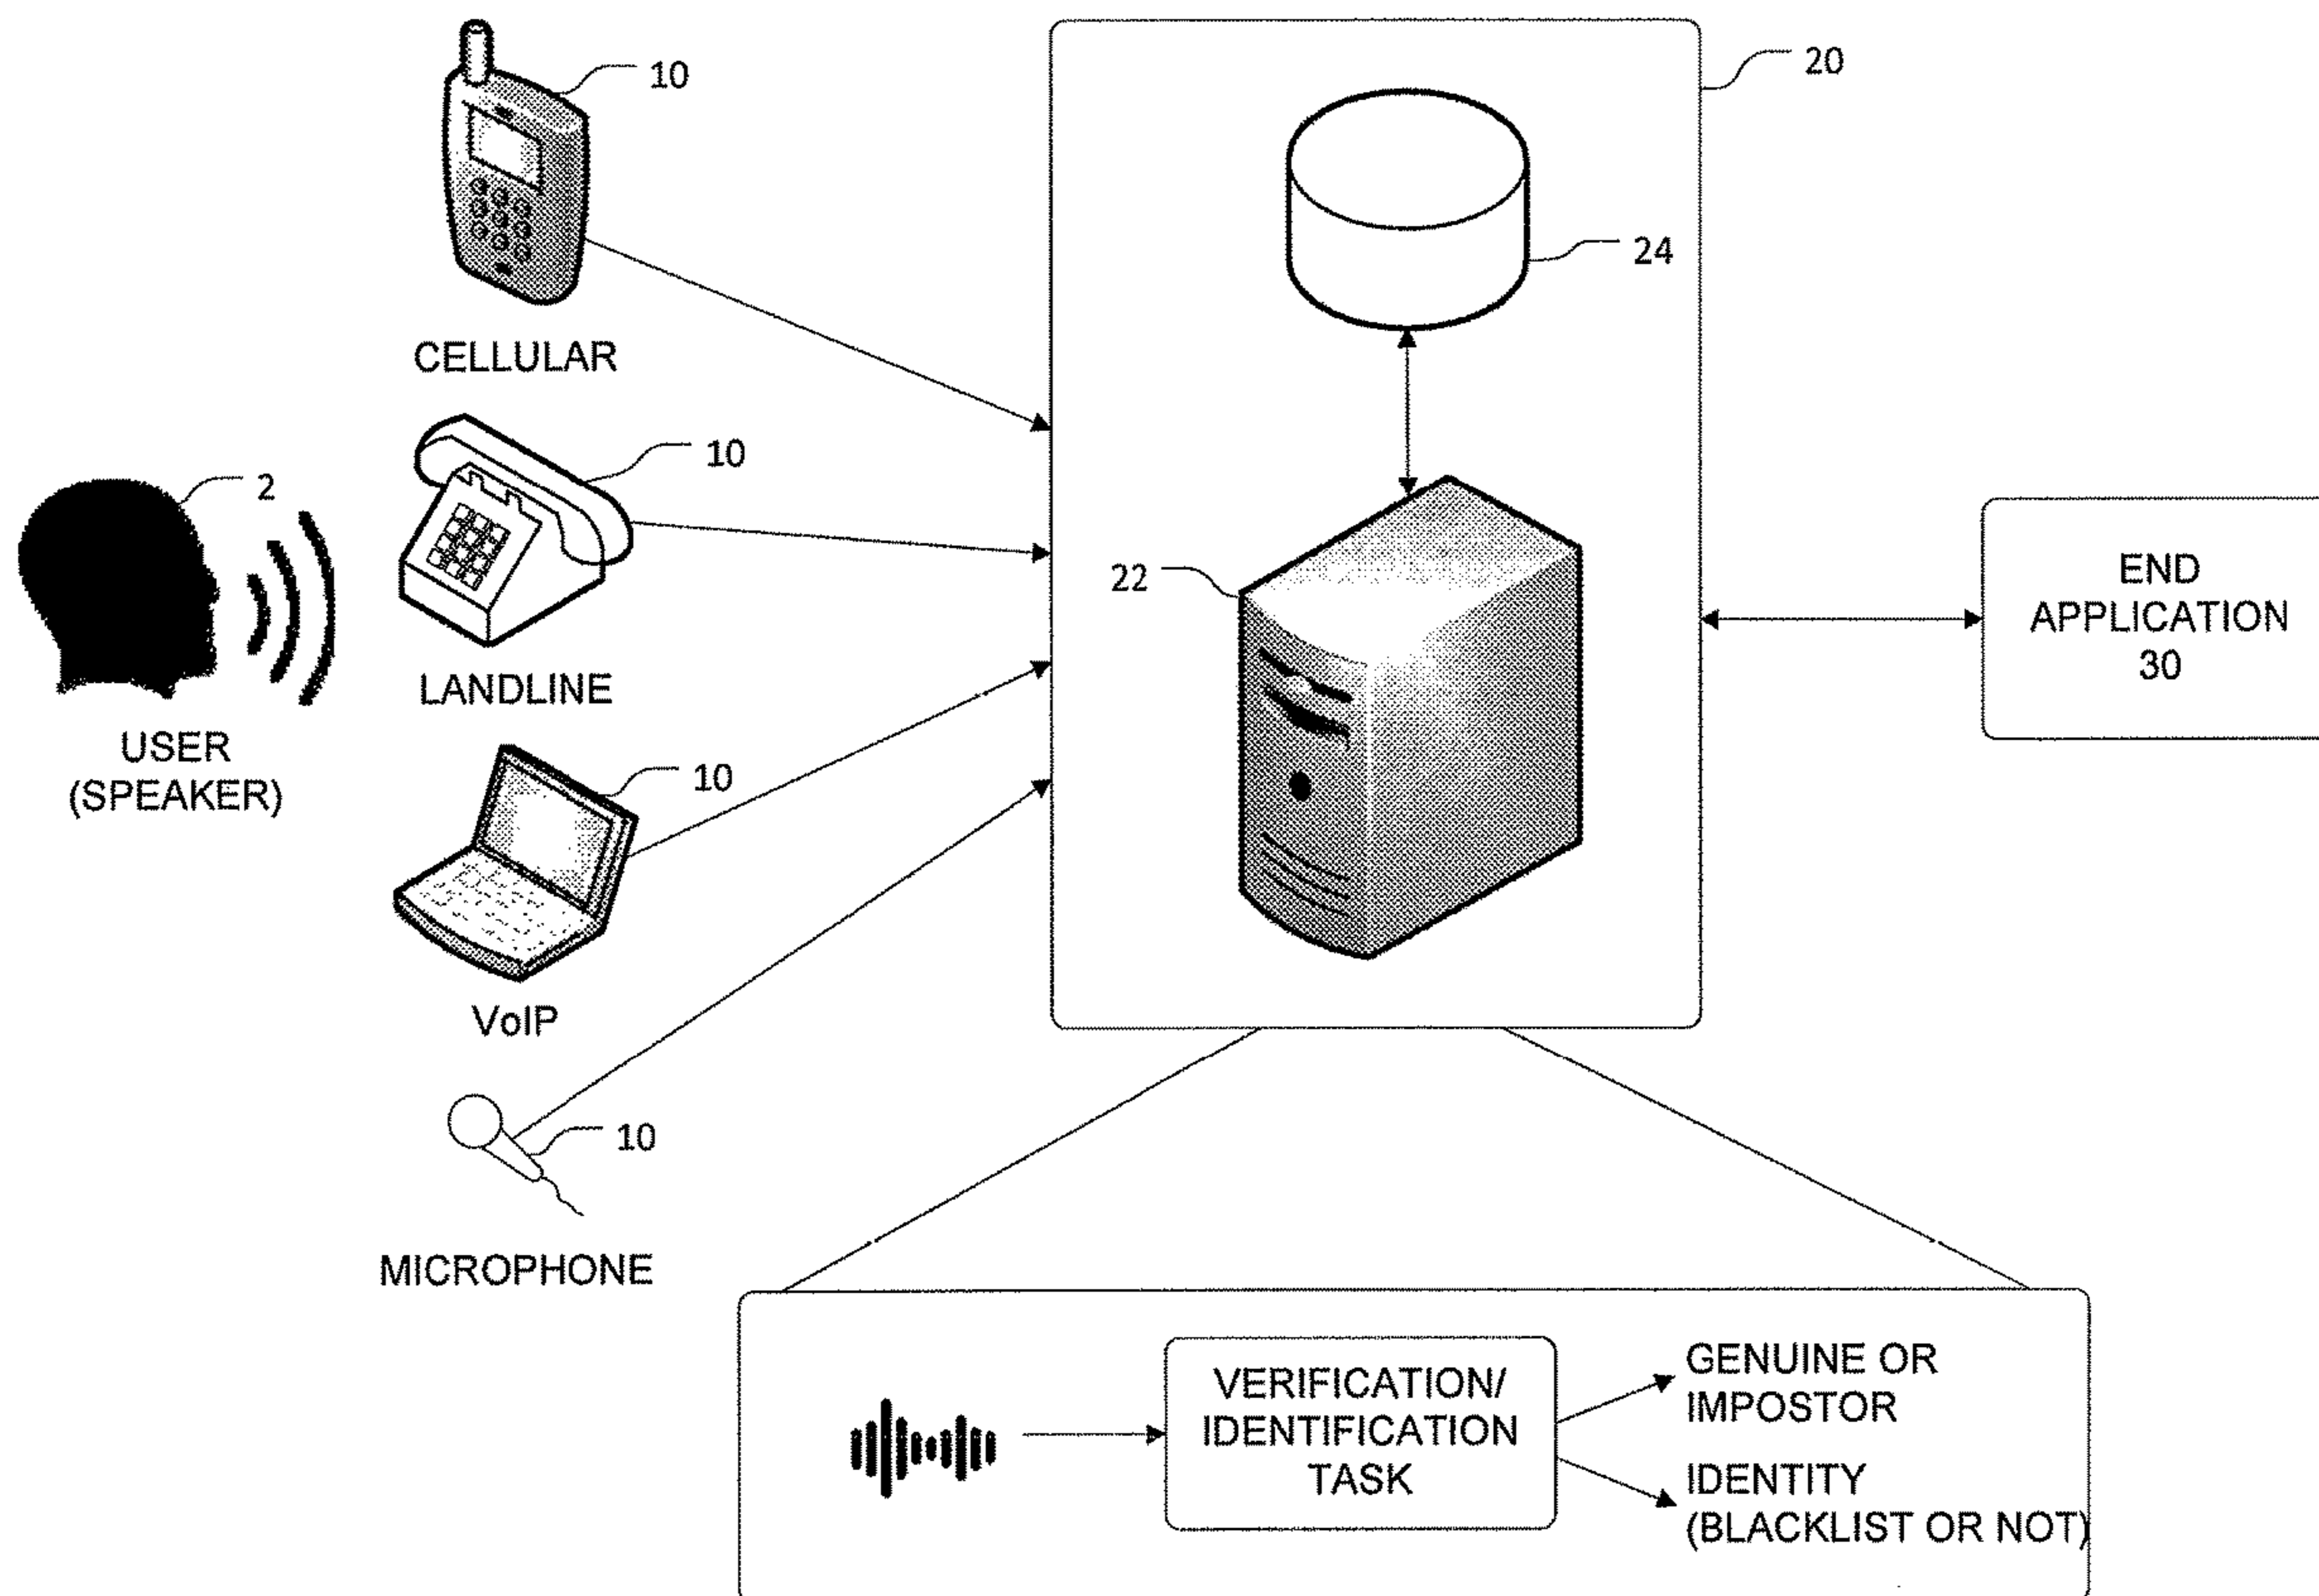 10
20
24
CELLULAR
10
2
22
END
APPLICATION
30
LANDLINE
USER
(SPEAKER)
10
VoIP
10
MICROPHONE
VERIFICATION/
IDENTIFICATION
TASK
GENUINE OR
IMPOSTOR
IDENTITY
(BLACKLIST OR NOT)